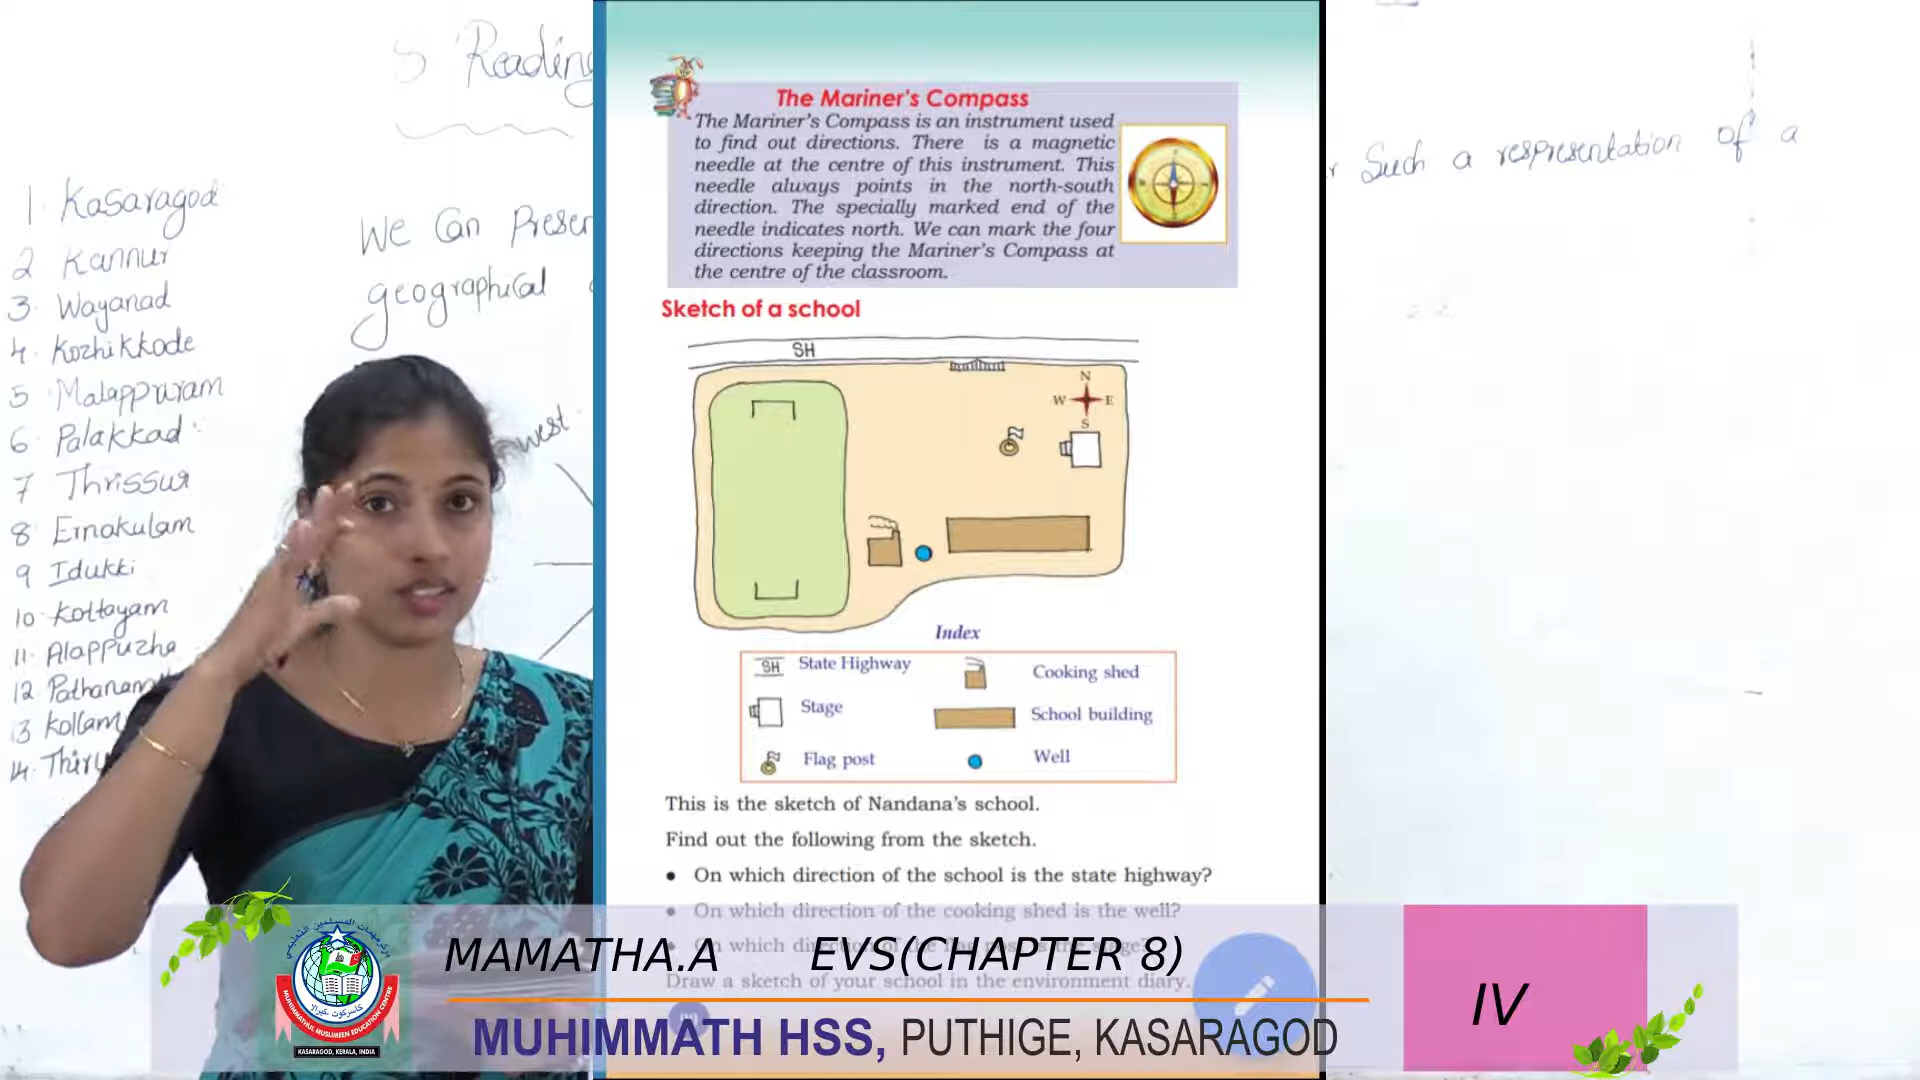 5 Reading
1. Kasaragod
2 Kannur
3. Wayanad
4. Kozhikkode
5 Malappuram
6. Palakkad
7 Thrissur
8 Ernakulam
9 Idukki
10 Kottayam
11. Alappuzha
12 Pathanam
13 Kollam
14. Thiru
We Can Presen
geographical
west
The Mariner's Compass
The Mariner's Compass is an instrument used
to find out directions. There is a magnetic
needle at the centre of this instrument. This
needle always points in the north-south
direction. The specially marked end of the
needle indicates north. We can mark the four
directions keeping the Mariner's Compass at
the centre of the classroom.
Sketch of a school
SH
N
W E
S
Index
SH State Highway
Cooking shed
Stage
School building
Flag post
Well
This is the sketch of Nandana's school.
Find out the following from the sketch.
• On which direction of the school is the state highway?
• On which direction of the cooking shed is the well?
Draw a sketch of your school in the environment diary.
Such a respresentation of a
MAMATHA.A EVS(CHAPTER 8)
MUHIMMATH HSS, PUTHIGE, KASARAGOD
IV
MUHIMMATHUL MUSLIMEEN EDUCATION CENTRE
KASARAGOD, KERALA, INDIA